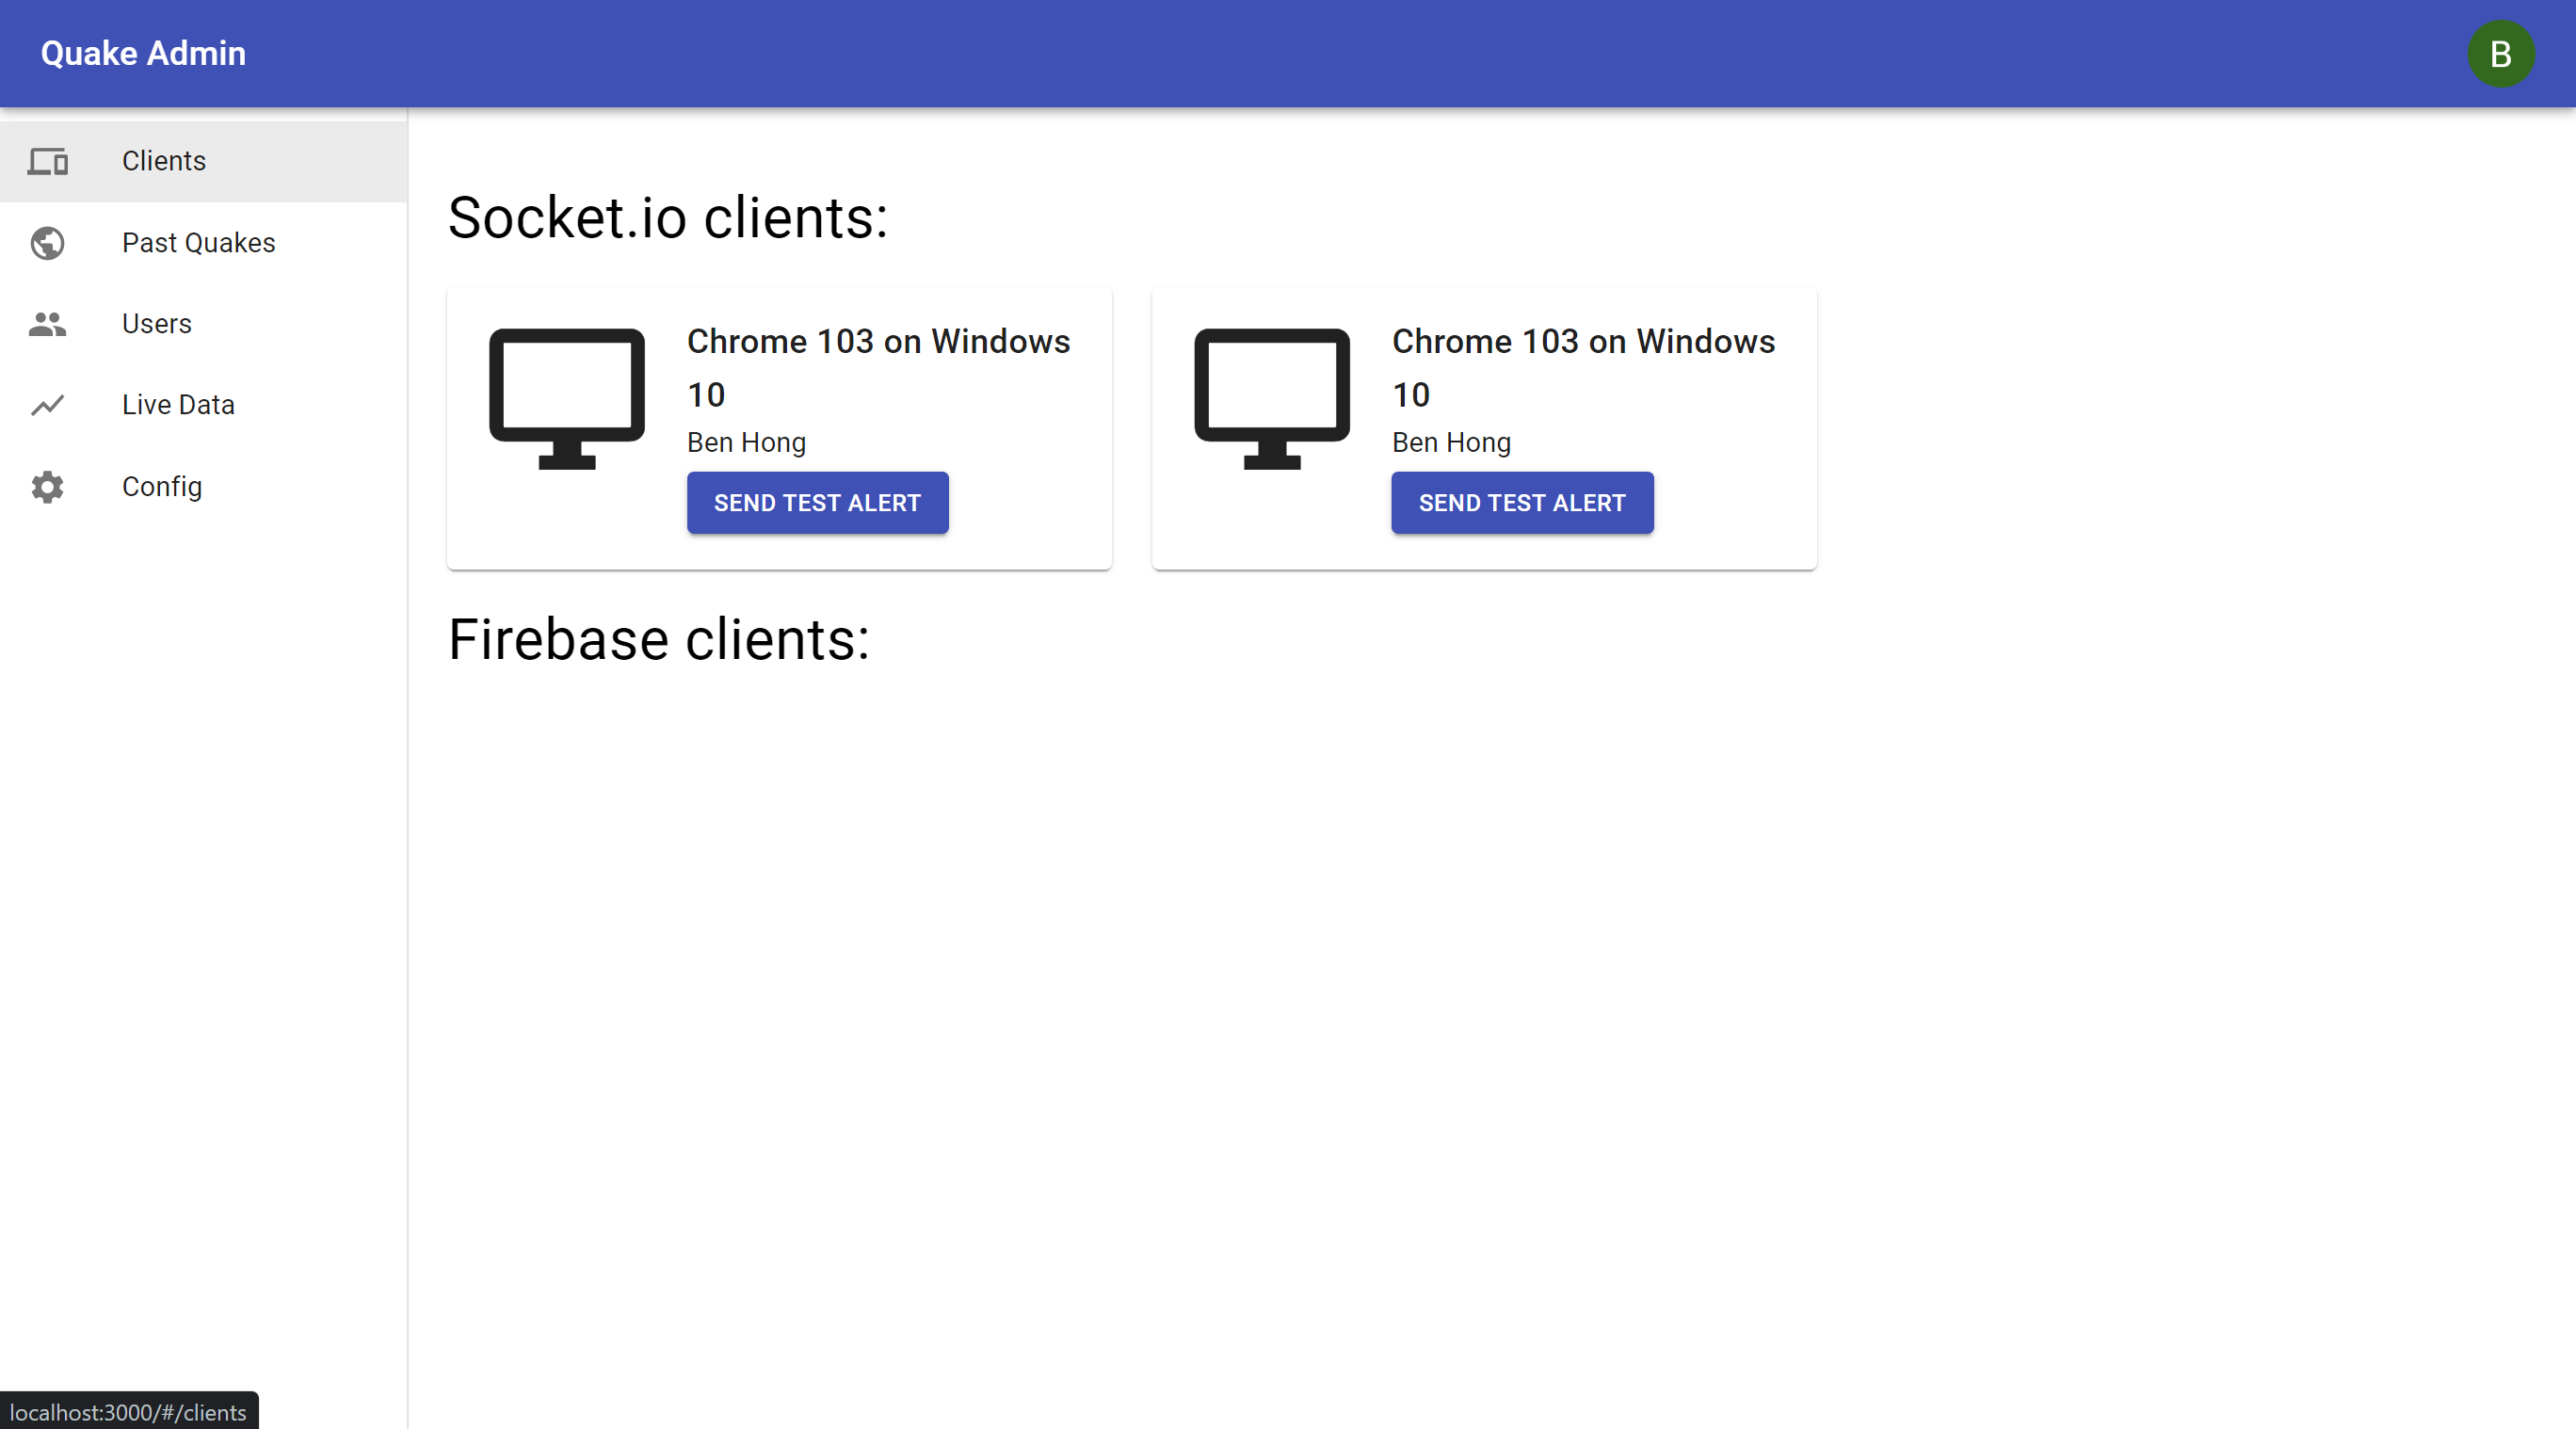 Quake Admin
B
Clients
Past Quakes
Users
Live Data
Config
Socket.io clients:
Chrome 103 on Windows
10
Ben Hong
SEND TEST ALERT
Chrome 103 on Windows
10
Ben Hong
SEND TEST ALERT
Firebase clients:
localhost:3000/#/clients